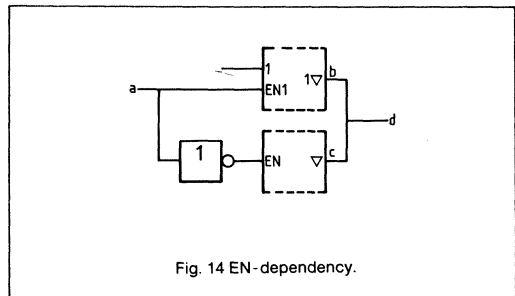 1
1▽
b
a
EN1
d
1
EN
▽
c
Fig. 14 EN-dependency.